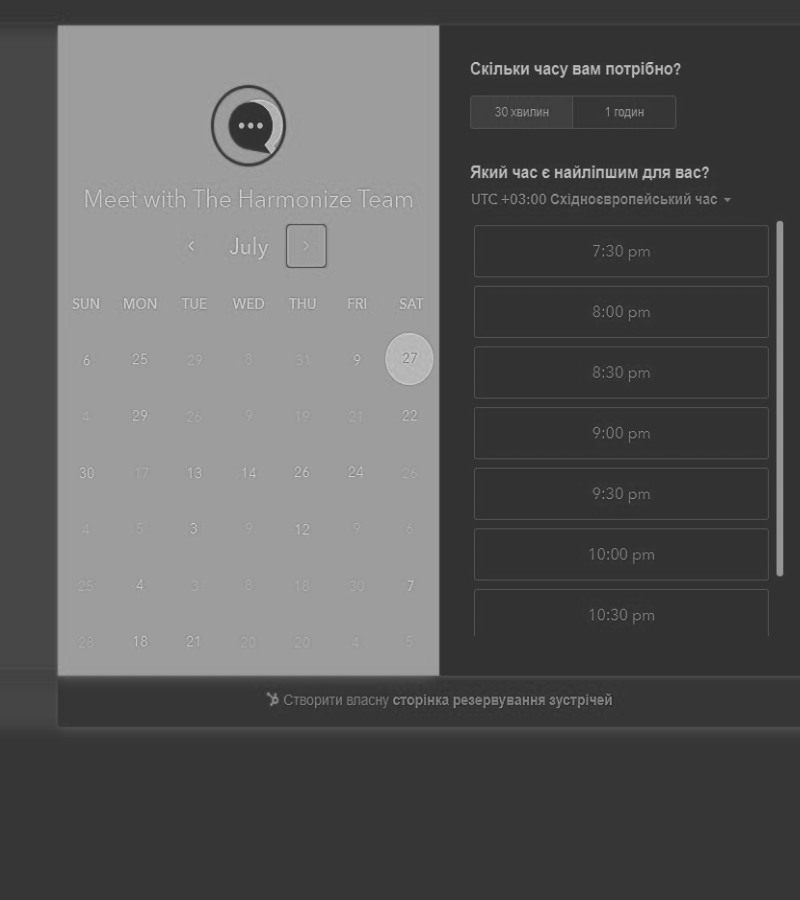 Meet with The Harmonize Team
July
SUN MON TUE WED THU FRI SAT
6 25 29 8 31 9 27
4 29 26 9 19 21 22
30 17 13 14 26 24 26
4 5 3 9 12 9 6
25 4 3 8 18 30 7
28 18 21 20 20 4 5
Скільки часу вам потрібно?
30 хвилин 1 годин
Який час є найліпшим для вас?
UTC +03:00 Східноєвропейський час
7:30 pm
8:00 pm
8:30 pm
9:00 pm
9:30 pm
10:00 pm
10:30 pm
Створити власну сторінка резервування зустрічей